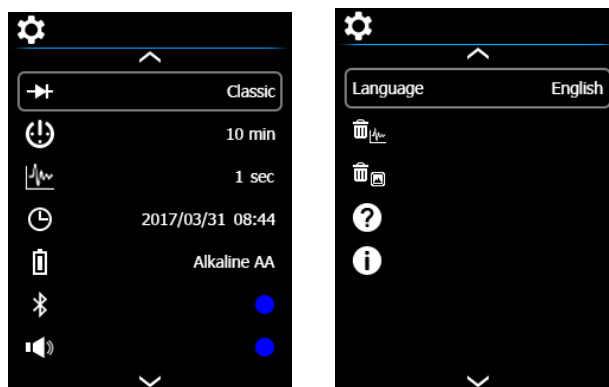 Classic
10 min
1 sec
2017/03/31 08:44
Alkaline AA
Language English